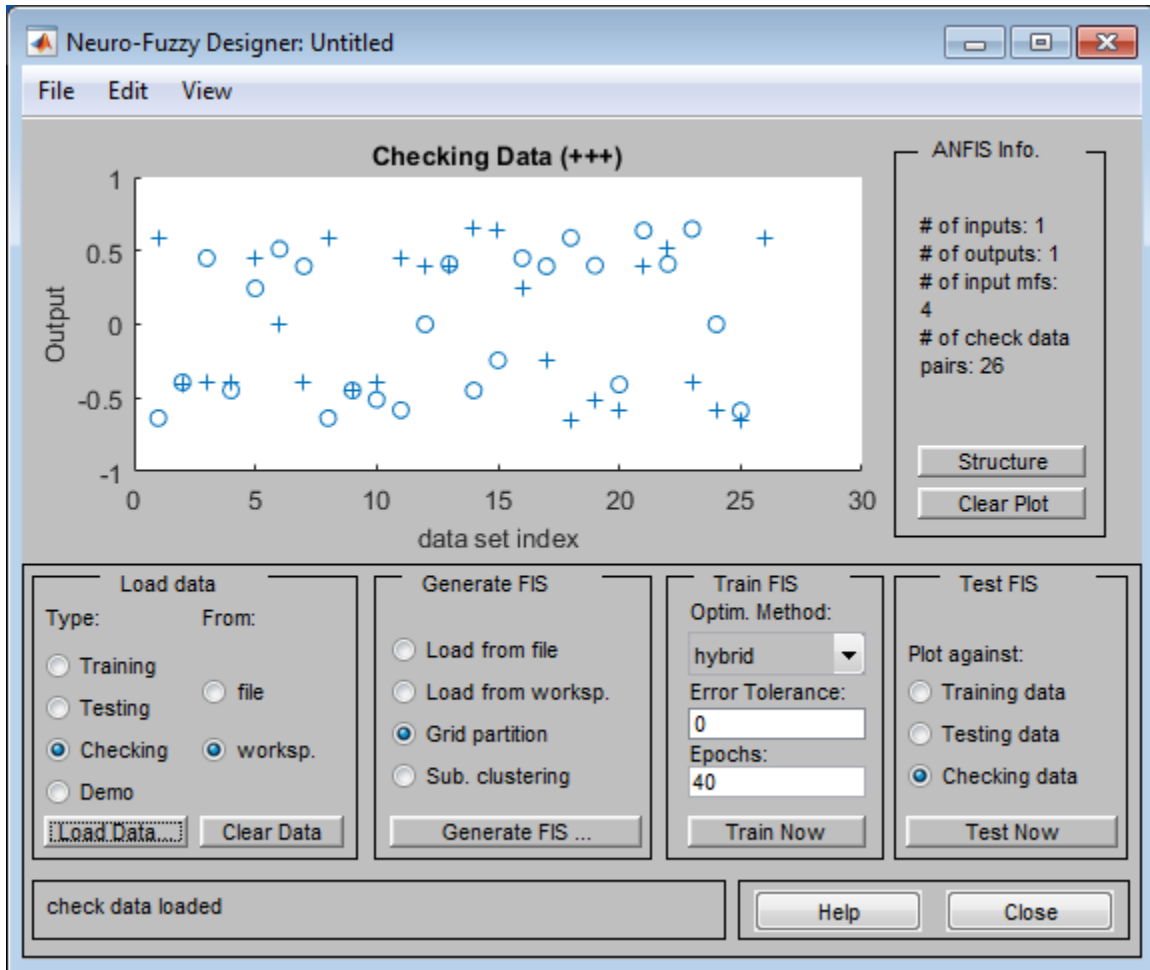 Neuro-Fuzzy Designer: Untitled
File Edit View
Checking Data (+++)
1
0.5
0
-0.5
-1
Output
0 5 10 15 20 25 30
data set index
ANFIS Info.
# of inputs: 1
# of outputs: 1
# of input mfs:
4
# of check data
pairs: 26
Structure
Clear Plot
Load data
Type: From:
Training
Testing
Checking
Demo
file
worksp.
Load Data... Clear Data
Generate FIS
Load from file
Load from worksp.
Grid partition
Sub. clustering
Generate FIS ...
Train FIS
Optim. Method:
hybrid
Error Tolerance:
0
Epochs:
40
Train Now
Test FIS
Plot against:
Training data
Testing data
Checking data
Test Now
check data loaded
Help Close